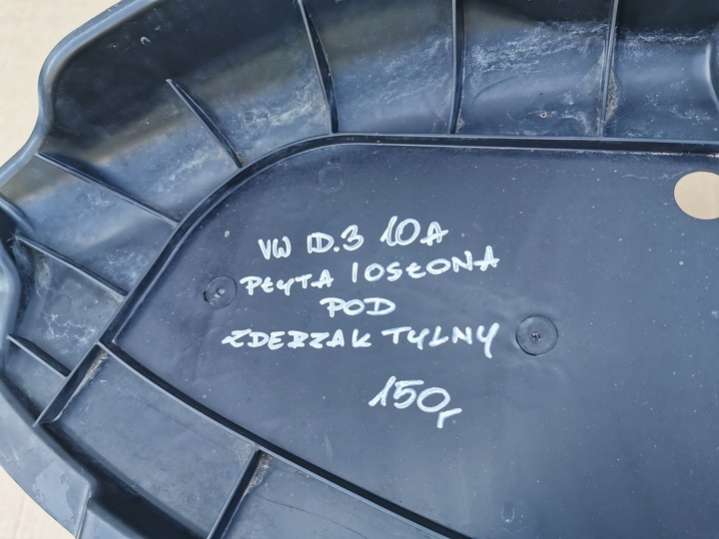 VW ID.3 10A
PŁYTA / OSŁONA
POD
ZDERZAK TYLNY
150,-